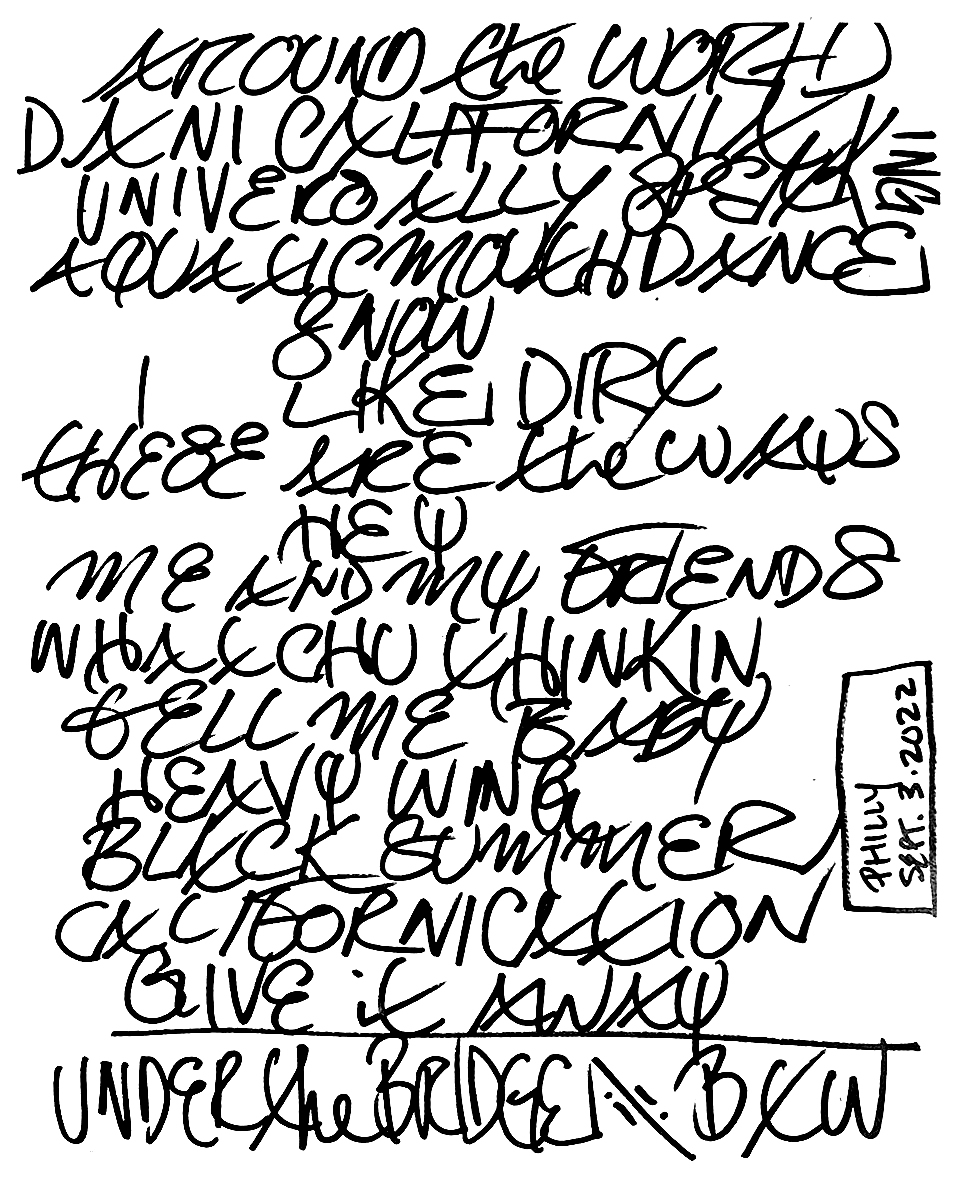 AROUND the WORLD
DANI CALIFORNIA
UNIVERSALLY SPEAKING
AQUATIC MOUTH DANCE
SNOW
I LIKE DIRT
THESE ARE the WAYS
HEY
ME AND MY FRIENDS
WHATCHU THINKIN
TELL ME BABY
HEAVY WING
BLACK SUMMER
CALIFORNICATION
GIVE it AWAY
UNDER the BRIDGE /.//. BTW
PHILLY
SEPT. 3. 2022